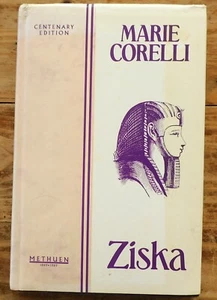 CENTENARY
EDITION
MARIE
CORELLI
METHUEN
Ziska